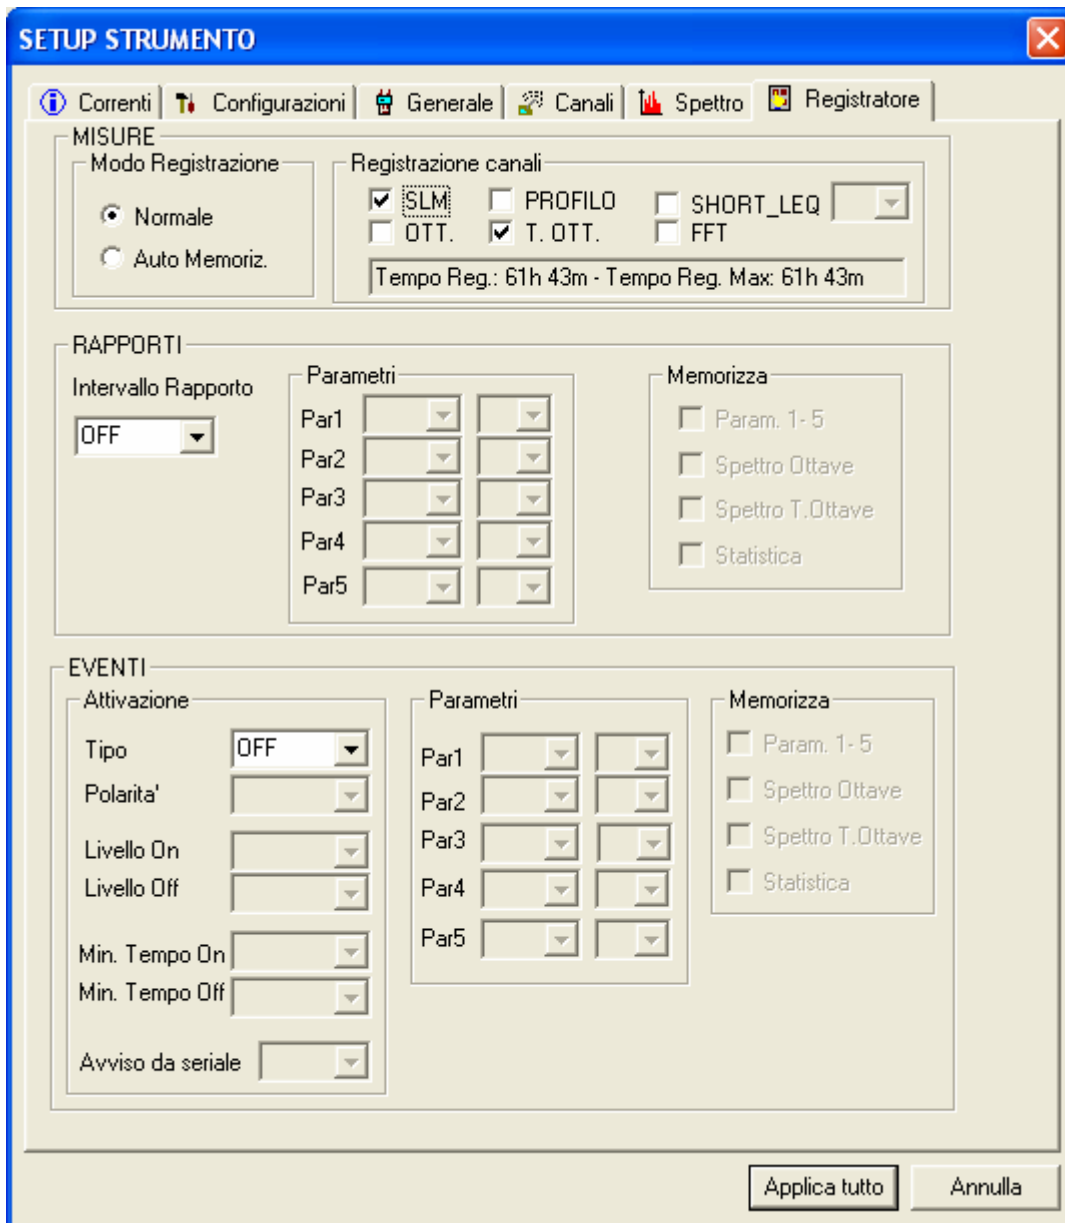 SETUP STRUMENTO
Correnti Configurazioni Generale Canali Spettro Registratore
MISURE
Modo Registrazione
Normale
Auto Memoriz.
Registrazione canali
SLM PROFILO SHORT_LEQ
OTT. T. OTT. FFT
Tempo Reg.: 61h 43m - Tempo Reg. Max: 61h 43m
RAPPORTI
Intervallo Rapporto
OFF
Parametri
Par1
Par2
Par3
Par4
Par5
Memorizza
Param. 1- 5
Spettro Ottave
Spettro T.Ottave
Statistica
EVENTI
Attivazione
Tipo OFF
Polarita'
Livello On
Livello Off
Min. Tempo On
Min. Tempo Off
Avviso da seriale
Parametri
Par1
Par2
Par3
Par4
Par5
Memorizza
Param. 1- 5
Spettro Ottave
Spettro T.Ottave
Statistica
Applica tutto Annulla